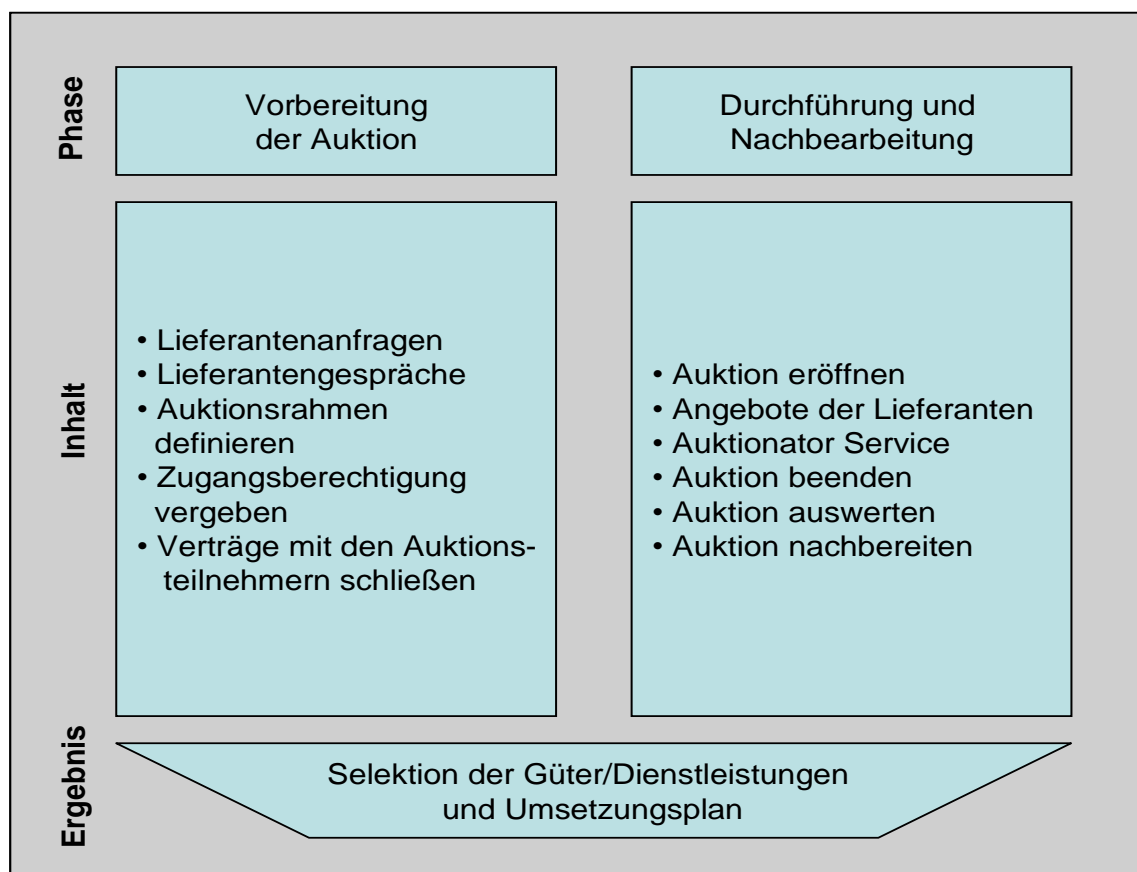 Phase
Vorbereitung
der Auktion
Durchführung und
Nachbearbeitung
Inhalt
• Lieferantenanfragen
• Lieferantengespräche
• Auktionsrahmen
definieren
• Zugangsberechtigung
vergeben
• Verträge mit den Auktions-
teilnehmern schließen
• Auktion eröffnen
• Angebote der Lieferanten
• Auktionator Service
• Auktion beenden
• Auktion auswerten
• Auktion nachbereiten
Ergebnis
Selektion der Güter/Dienstleistungen
und Umsetzungsplan